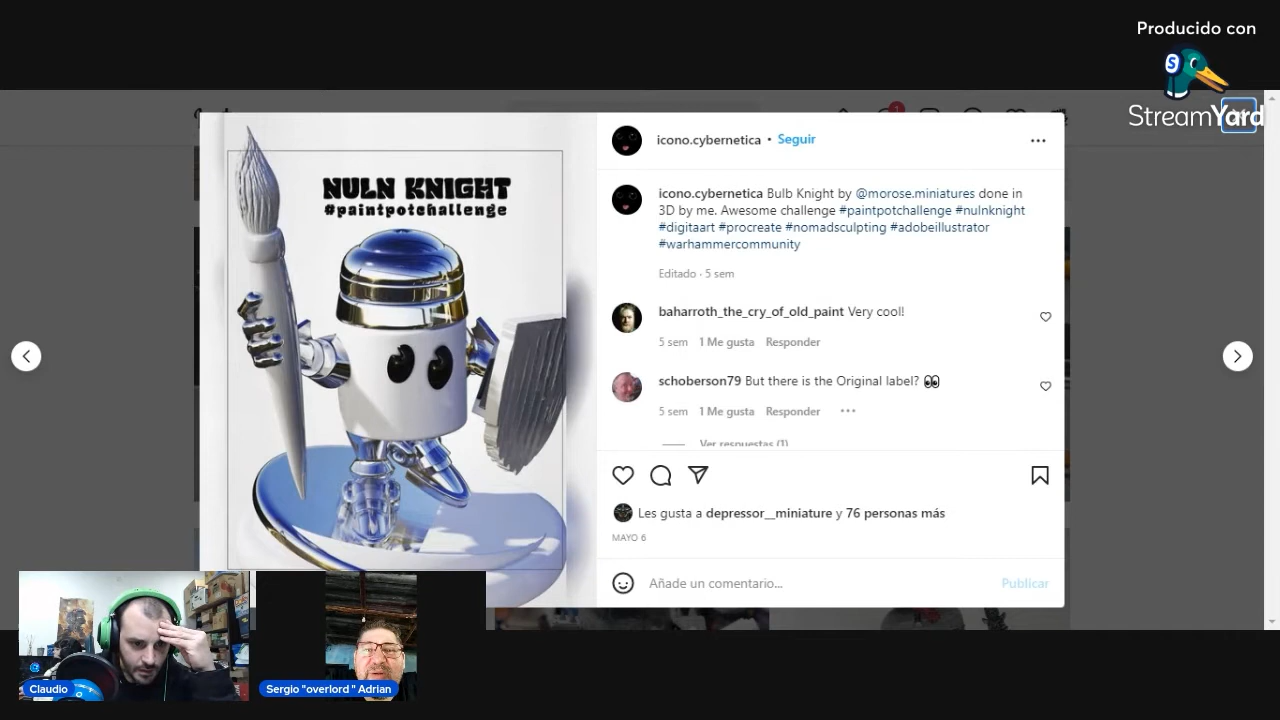 Producido con
StreamYard
NULN KNIGHT
#paintpotchallenge
icono.cybernetica • Seguir
icono.cybernetica Bulb Knight by @morose.miniatures done in
3D by me. Awesome challenge #paintpotchallenge #nulnknight
#digitaart #procreate #nomadsculpting #adobeillustrator
#warhammercommunity
Editado · 5 sem
baharroth_the_cry_of_old_paint Very cool!
5 sem 1 Me gusta Responder
schoberson79 But there is the Original label? 👀
5 sem 1 Me gusta Responder
Ver respuestas (1)
Les gusta a depressor__miniature y 76 personas más
MAYO 6
Añade un comentario...
Publicar
Claudio
Sergio "overlord " Adrian